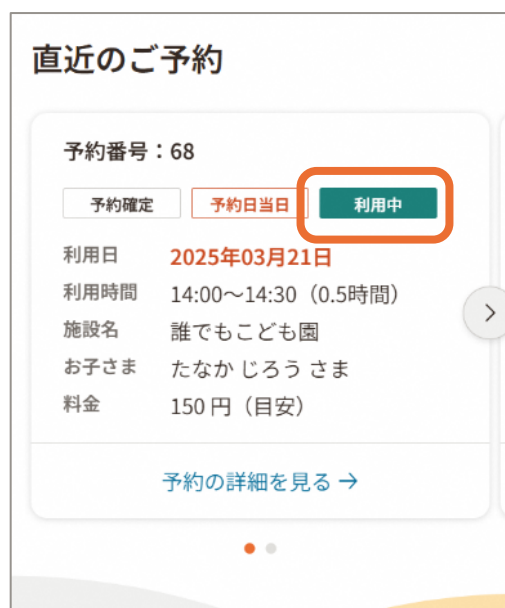 直近のご予約
予約番号：68
予約確定 予約日当日 利用中
利用日 2025年03月21日
利用時間 14:00〜14:30（0.5時間）
施設名 誰でもこども園
お子さま たなか じろう さま
料金 150 円（目安）
予約の詳細を見る →